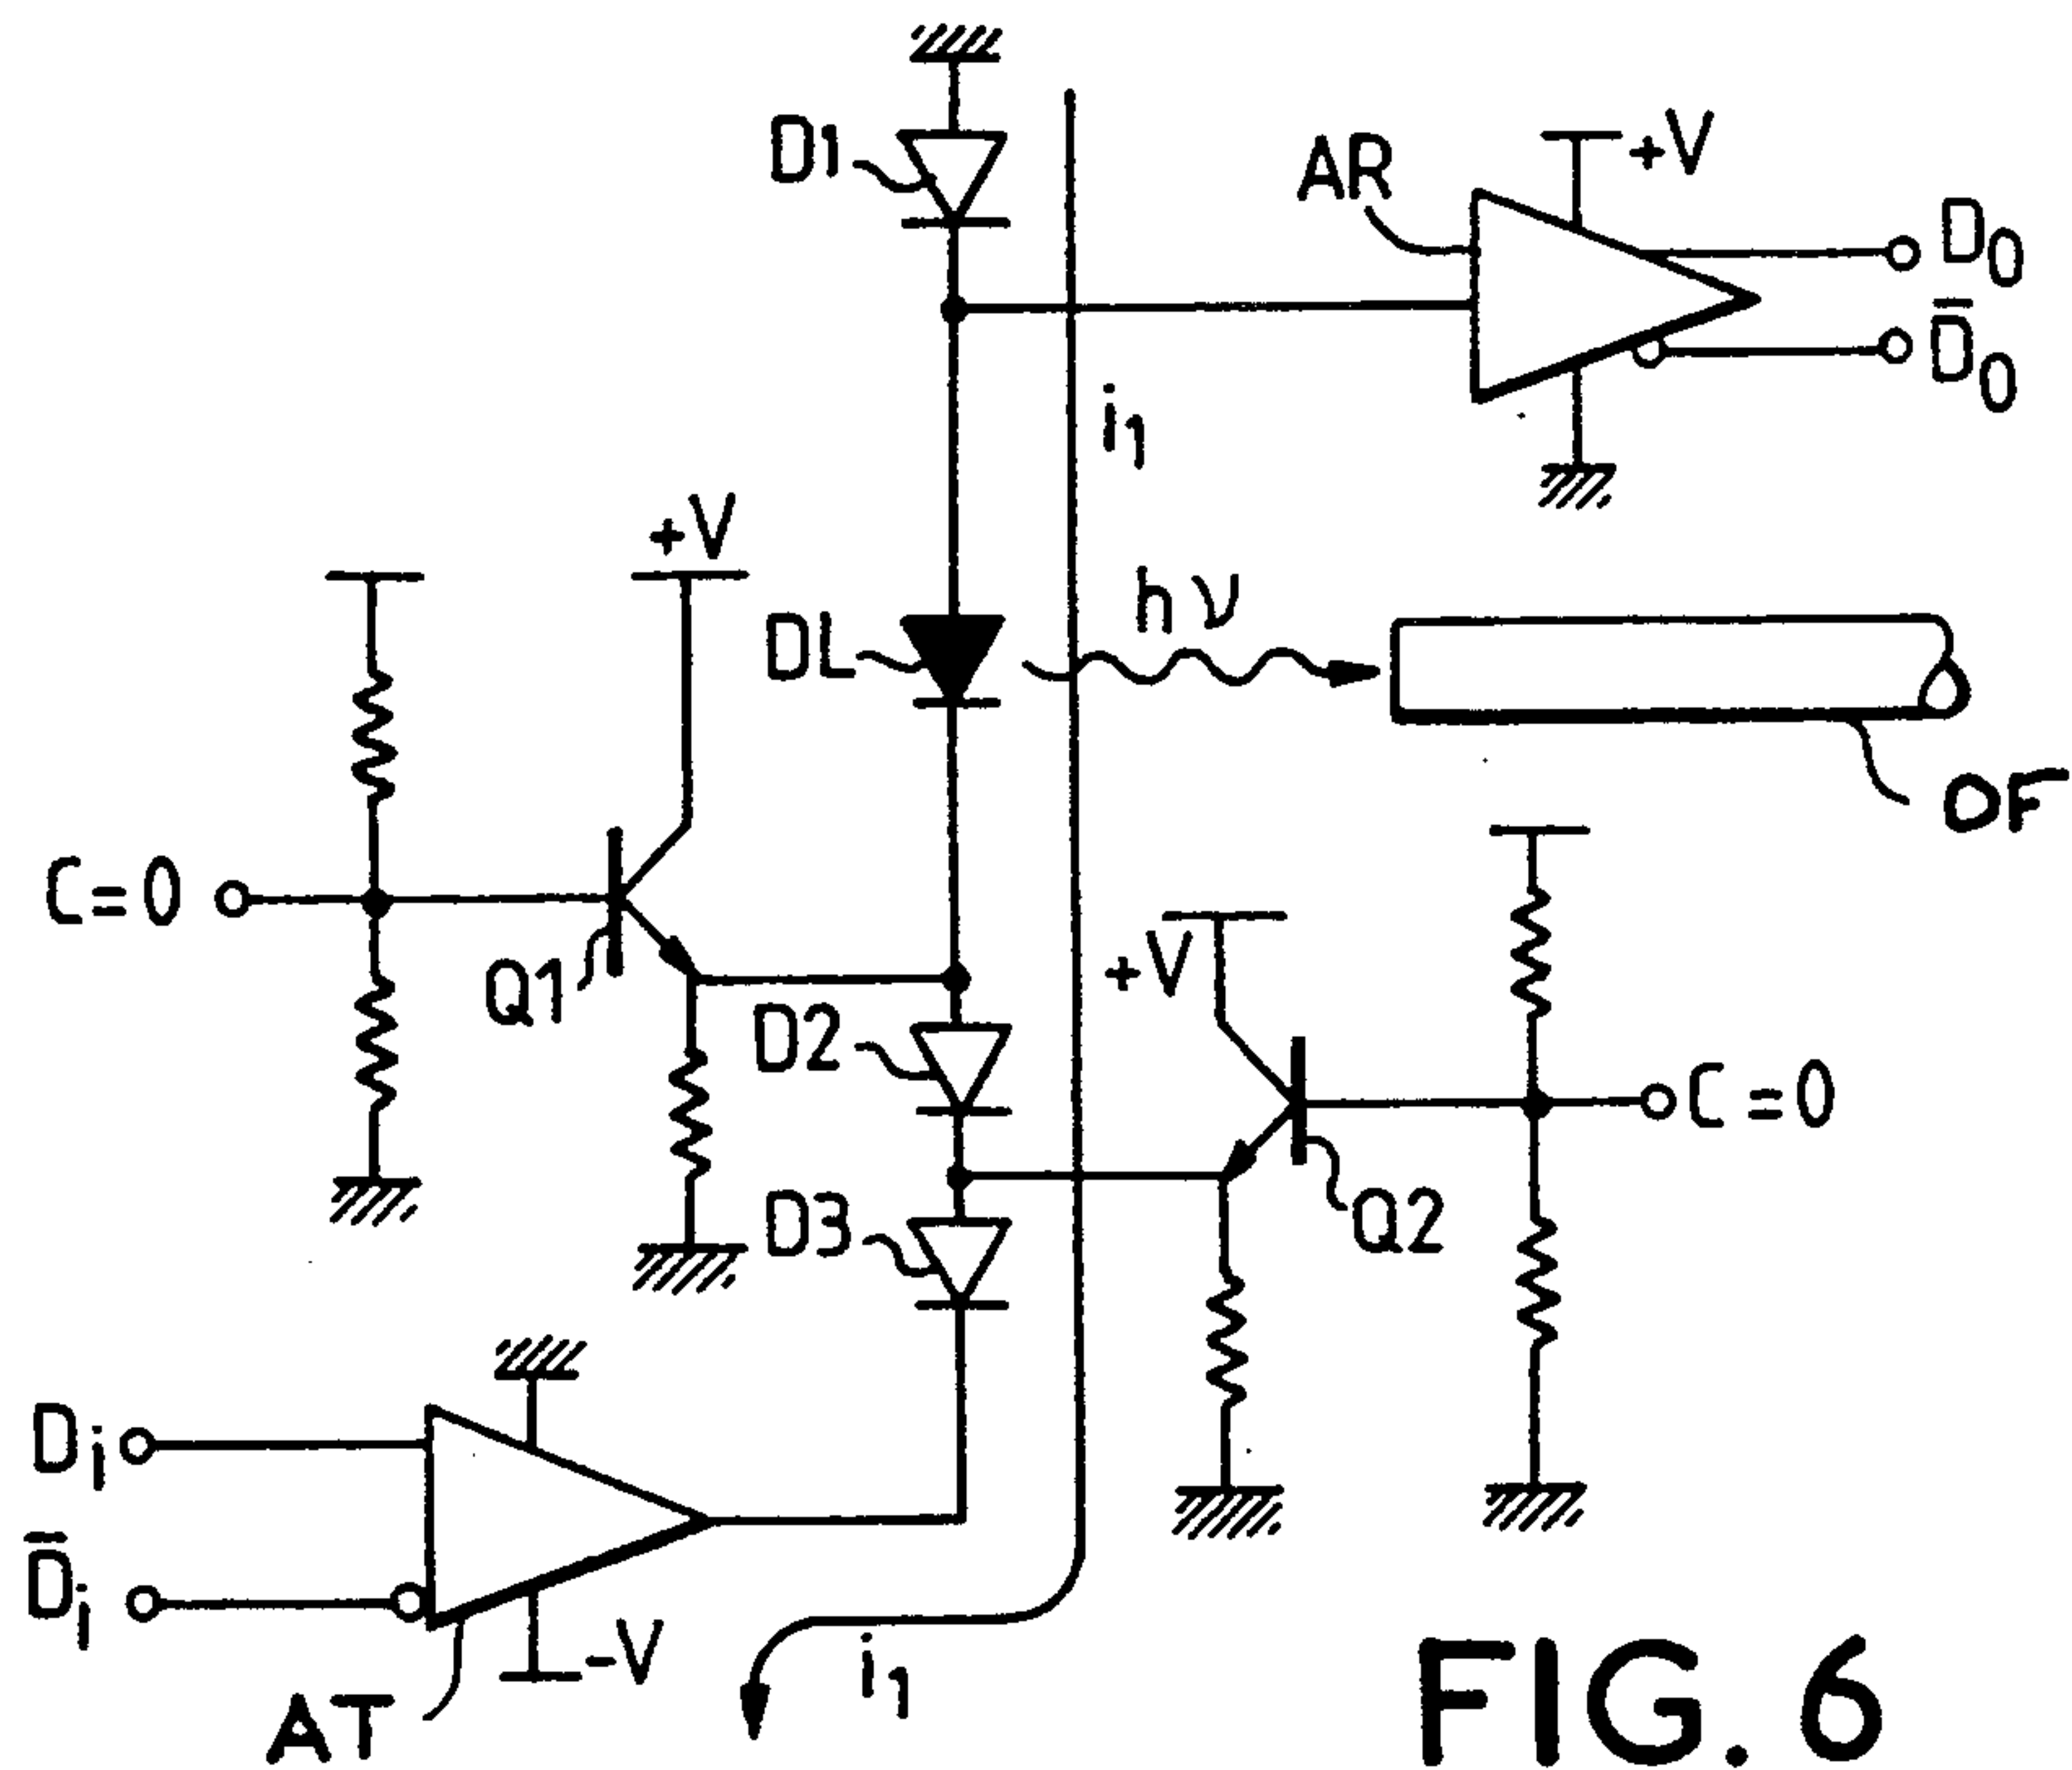 D1
AR
+V
D0
D̅0
i1
+V
hν
DL
OF
C=0
Q1
D2
+V
C=0
Q2
D3
Di
D̅i
-V
i1
AT
FIG. 6